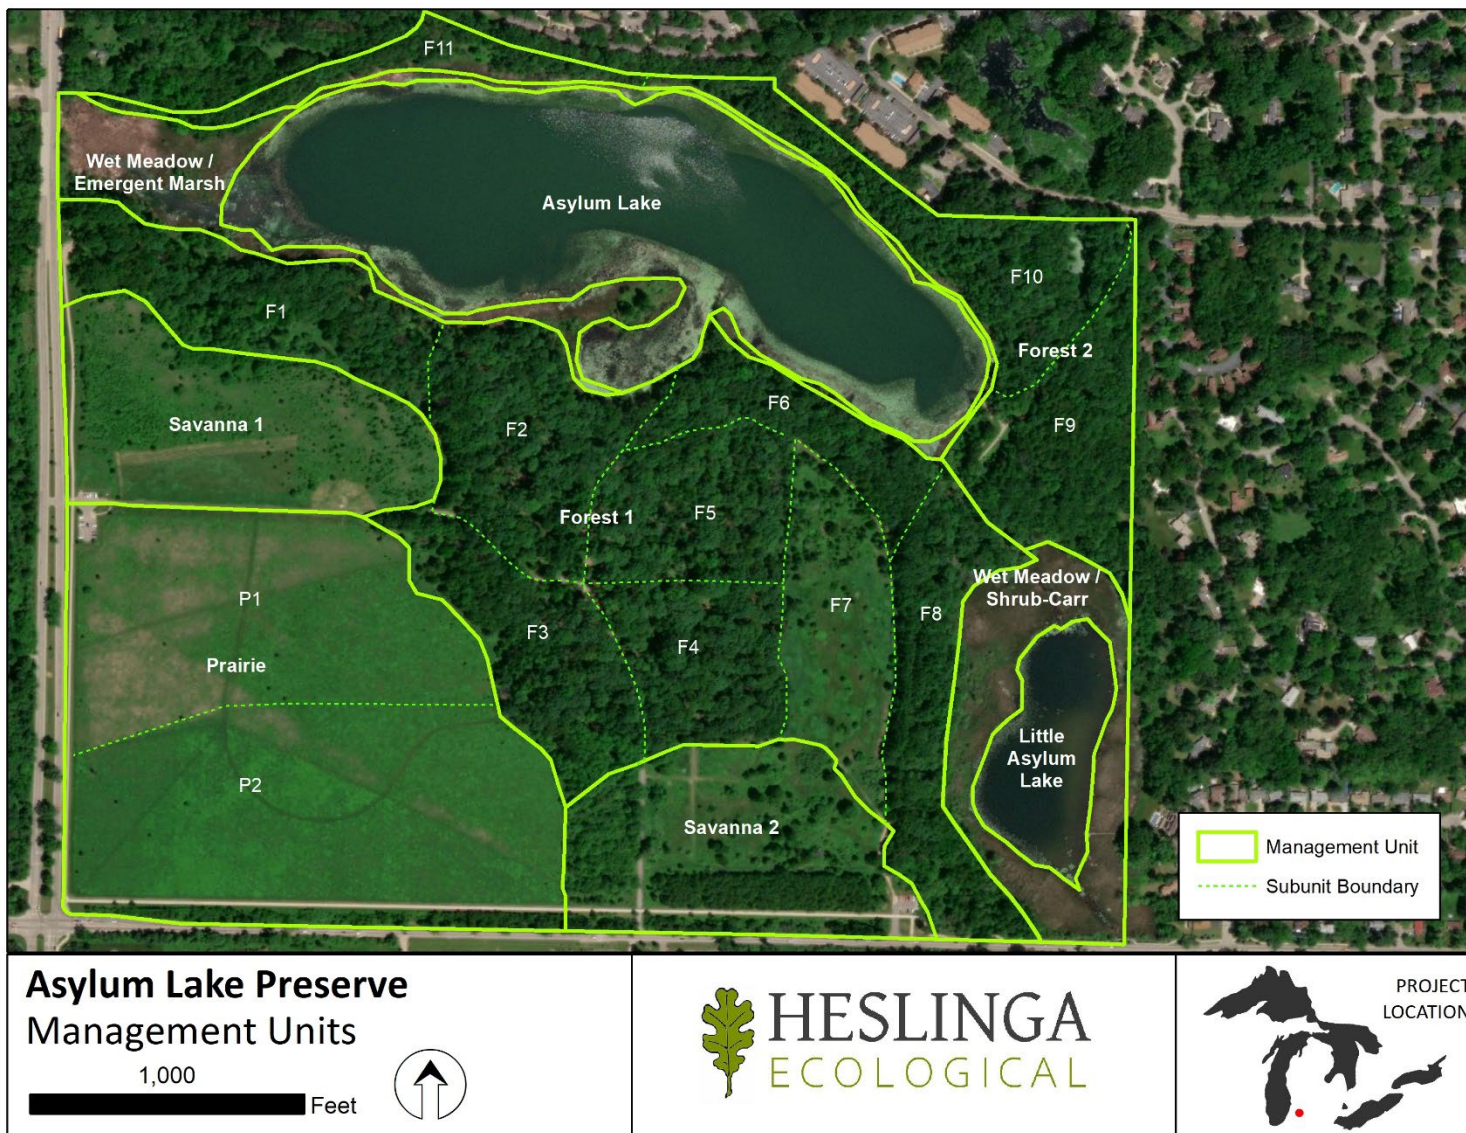 F11
Wet Meadow /
Emergent Marsh
Asylum Lake
F10
F1
Forest 2
F6
Savanna 1
F2
F9
Forest 1
F5
Wet Meadow /
Shrub-Carr
P1
F7
F8
F3
F4
Prairie
Little
Asylum
Lake
P2
Savanna 2
Management Unit
Subunit Boundary
Asylum Lake Preserve
Management Units
1,000
Feet
HESLINGA
ECOLOGICAL
PROJECT
LOCATION